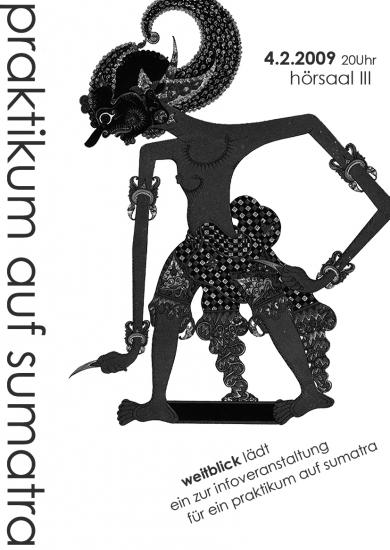 praktikum auf sumatra
4.2.2009 20Uhr
hörsaal III
weitblick lädt
ein zur infoveranstaltung
für ein praktikum auf sumatra